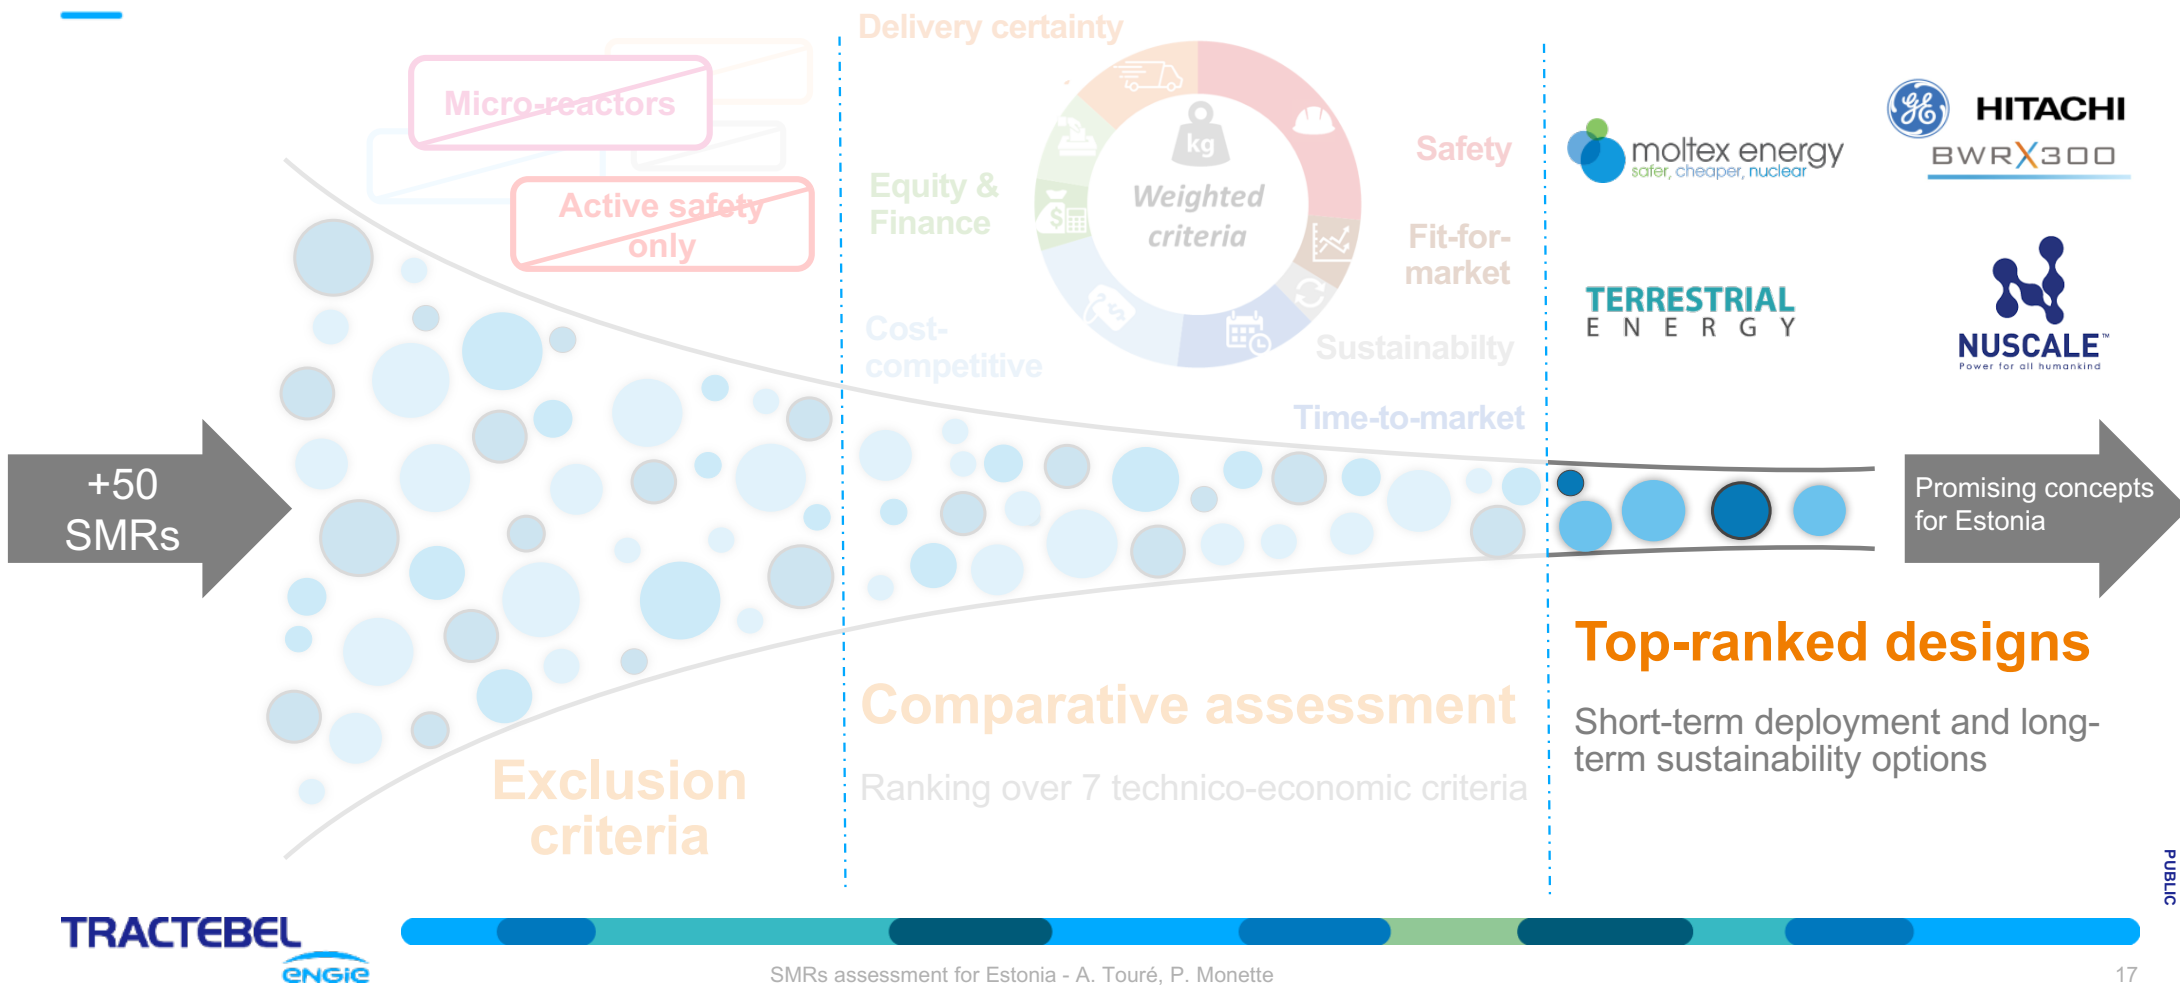 Delivery certainty
Micro-reactors
Active safety
only
Equity &
Finance
Cost-
competitive
kg
Weighted
criteria
$
$
Safety
Fit-for-
market
Sustainabilty
Time-to-market
moltex energy
safer, cheaper, nuclear
GE
HITACHI
BWRX300
TERRESTRIAL
ENERGY
NUSCALE™
Power for all humankind
+50
SMRs
Promising concepts
for Estonia
Exclusion
criteria
Comparative assessment
Ranking over 7 technico-economic criteria
Top-ranked designs
Short-term deployment and long-
term sustainability options
PUBLIC
TRACTEBEL
ENGIE
SMRs assessment for Estonia - A. Touré, P. Monette
17